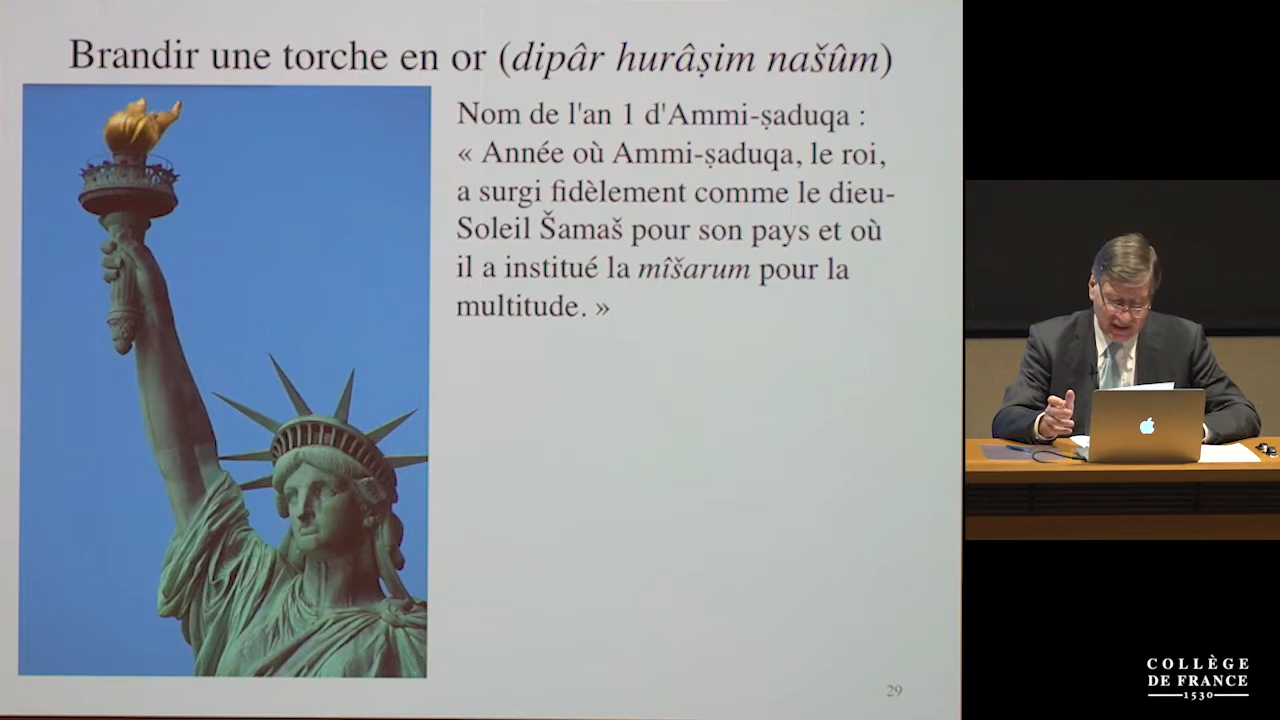 Brandir une torche en or (dipâr hurâṣim našûm)
Nom de l'an 1 d'Ammi-ṣaduqa :
« Année où Ammi-ṣaduqa, le roi,
a surgi fidèlement comme le dieu-
Soleil Šamaš pour son pays et où
il a institué la mîšarum pour la
multitude. »
29
COLLÈGE
DE FRANCE
1530